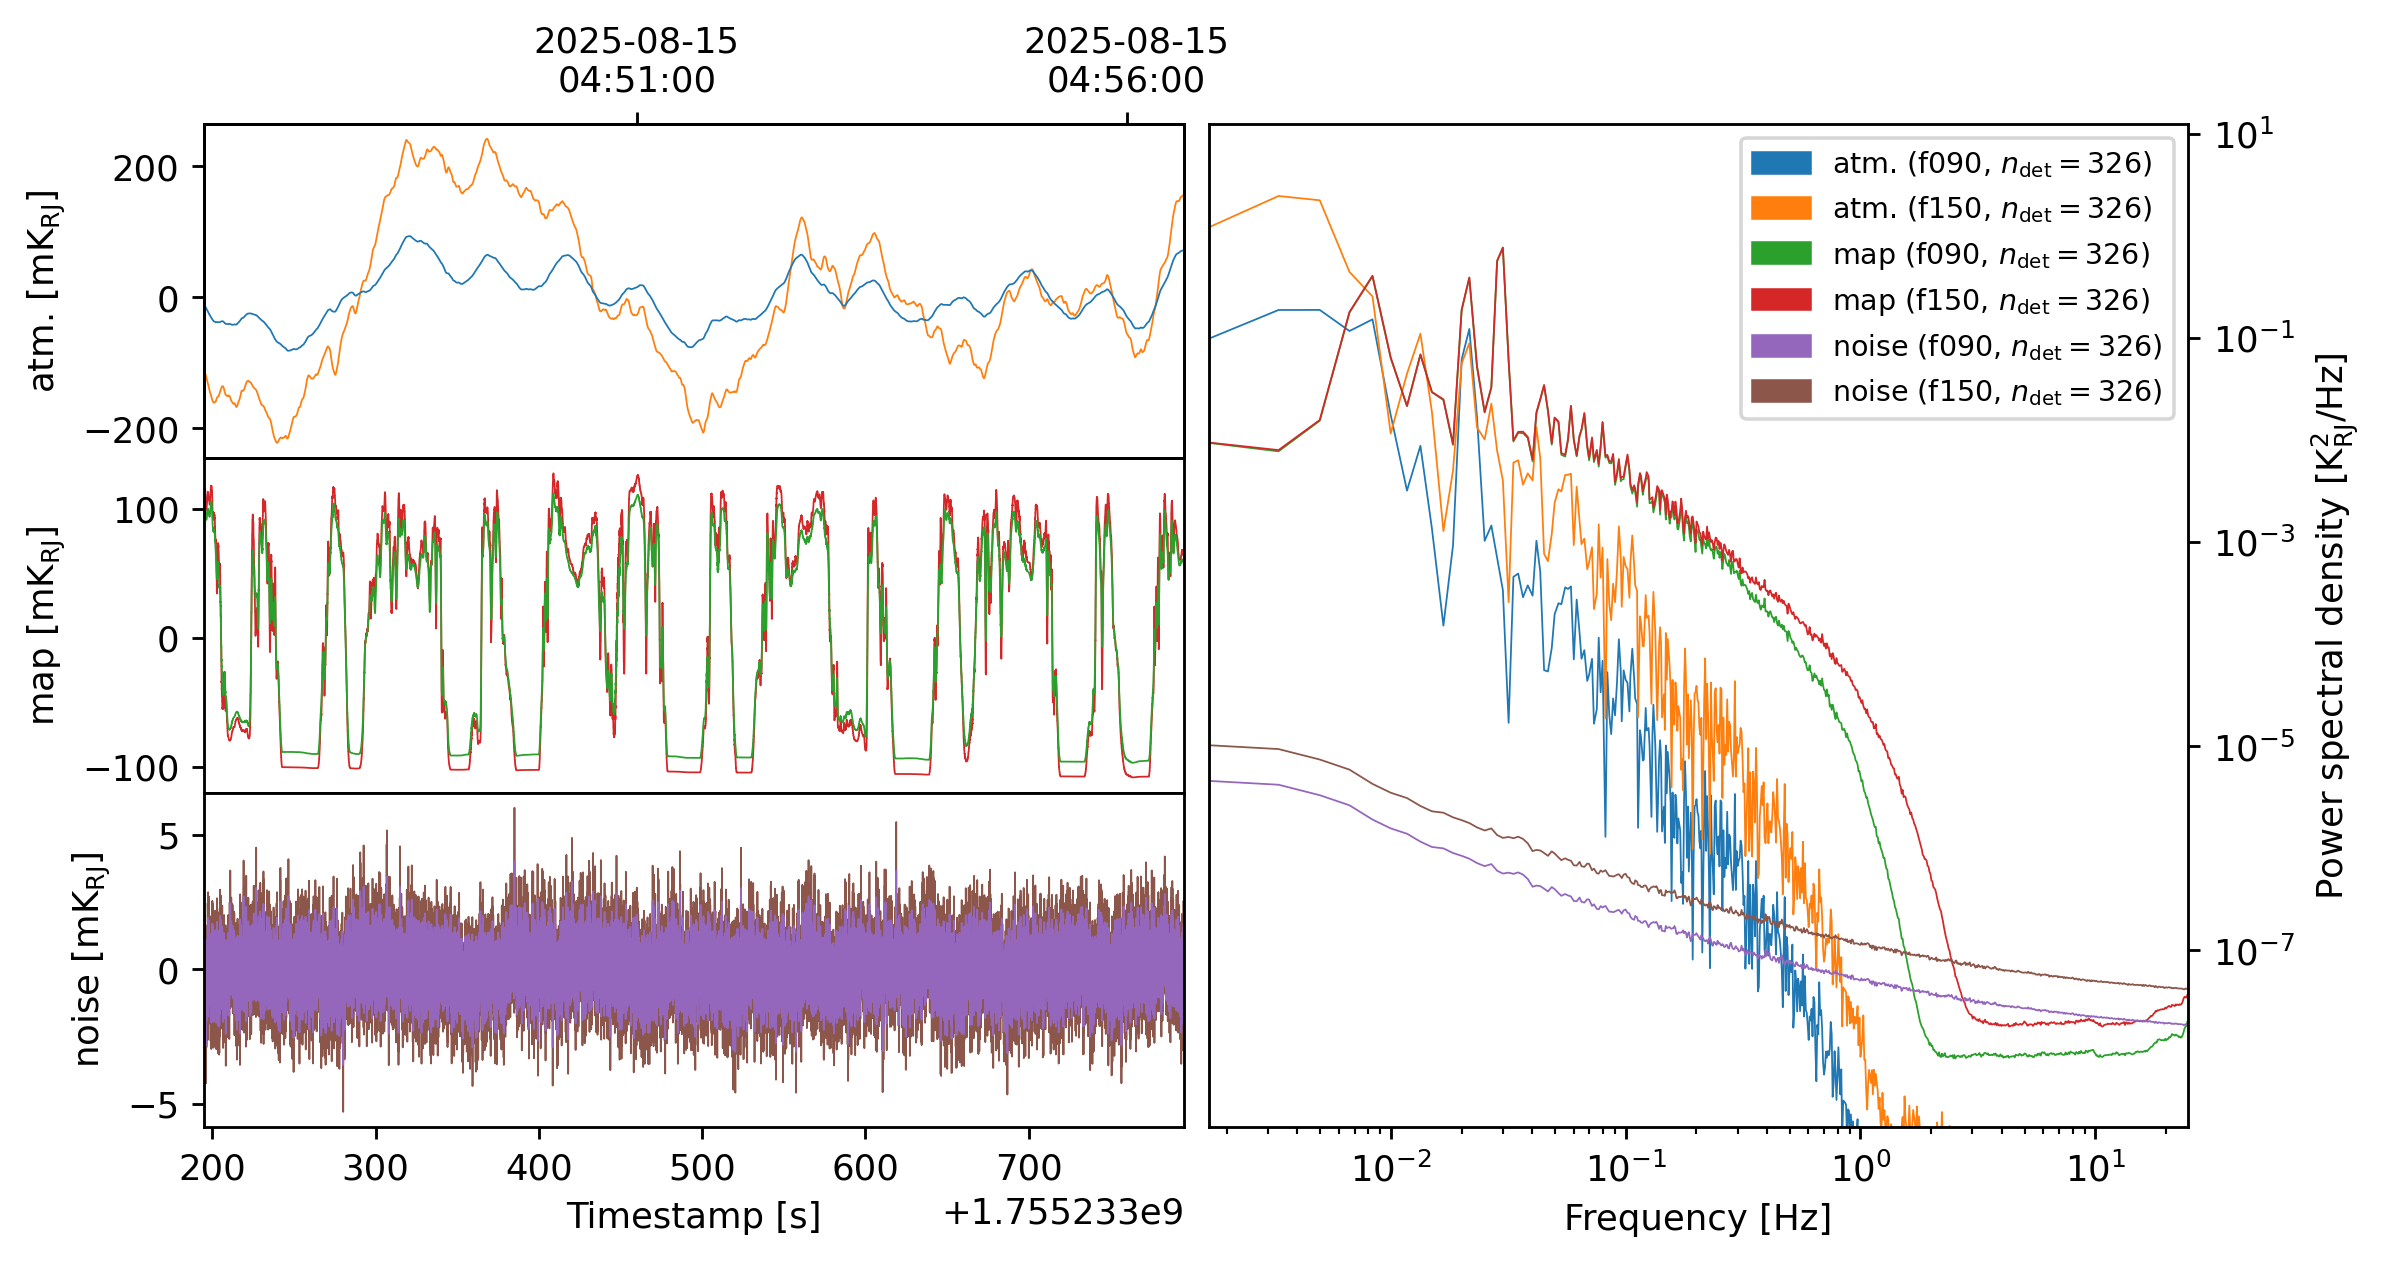 2025-08-15
04:51:00
2025-08-15
04:56:00
atm. [mK_RJ]
200
0
−200
map [mK_RJ]
100
0
−100
noise [mK_RJ]
5
0
−5
200 300 400 500 600 700
Timestamp [s]
+1.755233e9
atm. (f090, n_det = 326)
atm. (f150, n_det = 326)
map (f090, n_det = 326)
map (f150, n_det = 326)
noise (f090, n_det = 326)
noise (f150, n_det = 326)
10^1
10^−1
10^−3
10^−5
10^−7
Power spectral density [K^2_RJ/Hz]
10^−2 10^−1 10^0 10^1
Frequency [Hz]